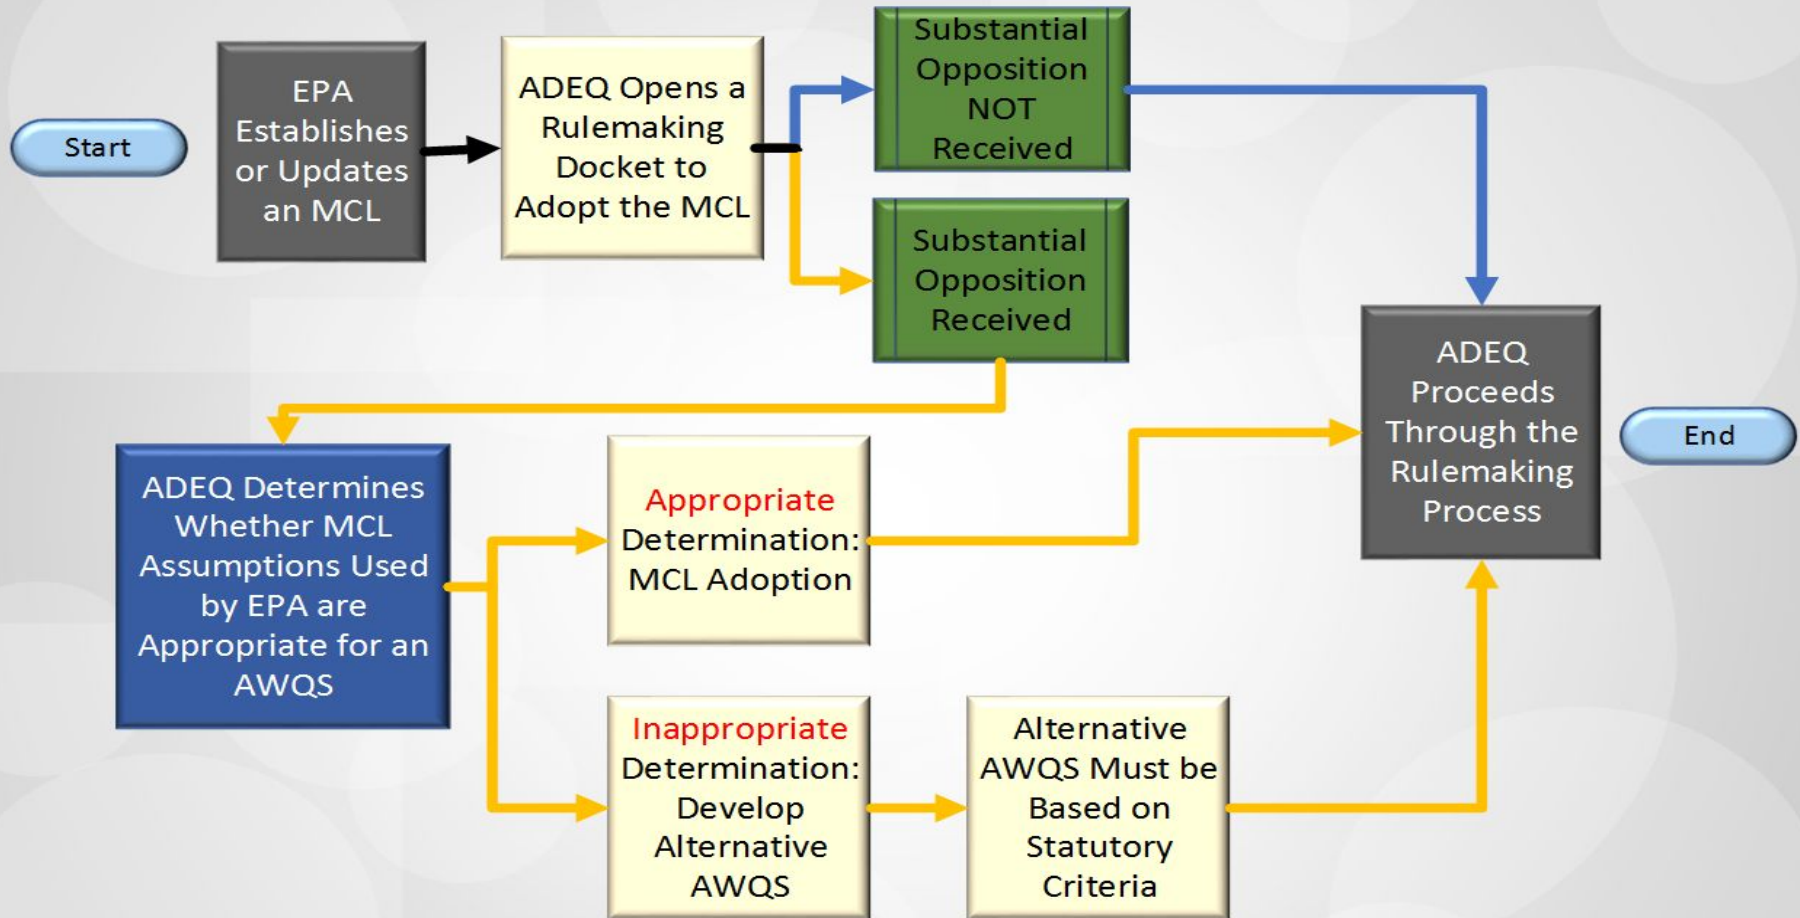 Start
EPA
Establishes
or Updates
an MCL
ADEQ Opens a
Rulemaking
Docket to
Adopt the MCL
Substantial
Opposition
NOT
Received
Substantial
Opposition
Received
ADEQ Determines
Whether MCL
Assumptions Used
by EPA are
Appropriate for an
AWQS
Appropriate
Determination:
MCL Adoption
Inappropriate
Determination:
Develop
Alternative
AWQS
Alternative
AWQS Must be
Based on
Statutory
Criteria
ADEQ
Proceeds
Through the
Rulemaking
Process
End